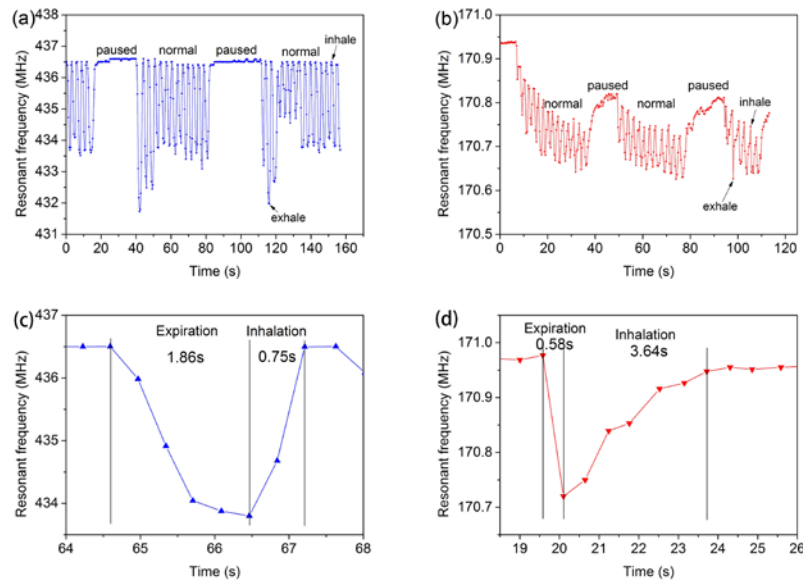 (a)
438
437
436
435
434
433
432
431
Resonant frequency (MHz)
paused normal paused normal
inhale
exhale
0 20 40 60 80 100 120 140 160
Time (s)
(b)
171.0
170.9
170.8
170.7
170.6
170.5
Resonant frequency (MHz)
normal paused normal paused inhale
exhale
0 20 40 60 80 100 120
Time (s)
(c)
437
436
435
434
Resonant frequency (MHz)
Expiration Inhalation
1.86s 0.75s
64 65 66 67 68
Time (s)
(d)
171.0
170.9
170.8
170.7
Resonant frequency (MHz)
Expiration Inhalation
0.58s 3.64s
19 20 21 22 23 24 25 26
Time (s)